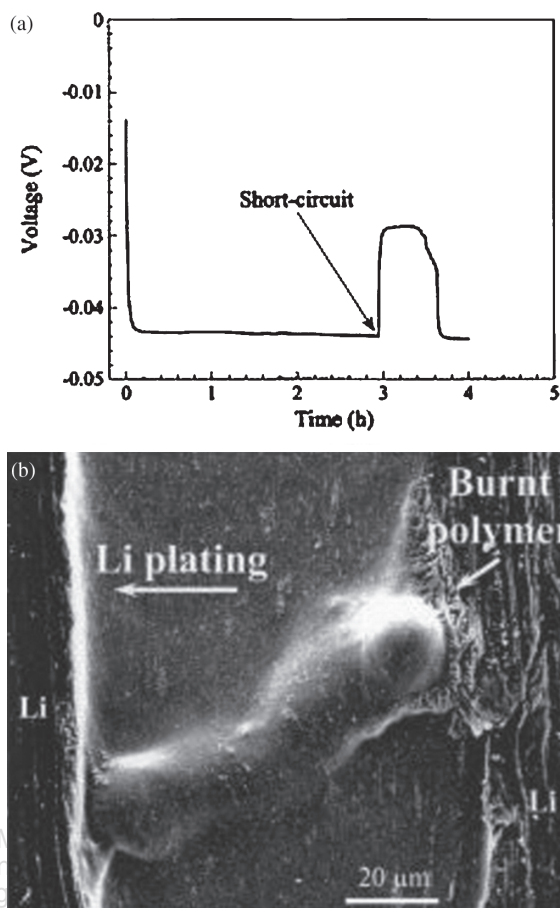 (a)
0
-0.01
-0.02
-0.03
-0.04
-0.05
Voltage (V)
Short-circuit
0
1
2
3
4
5
Time (h)
(b)
Burnt
polymer
Li plating
Li
Li
20 μm